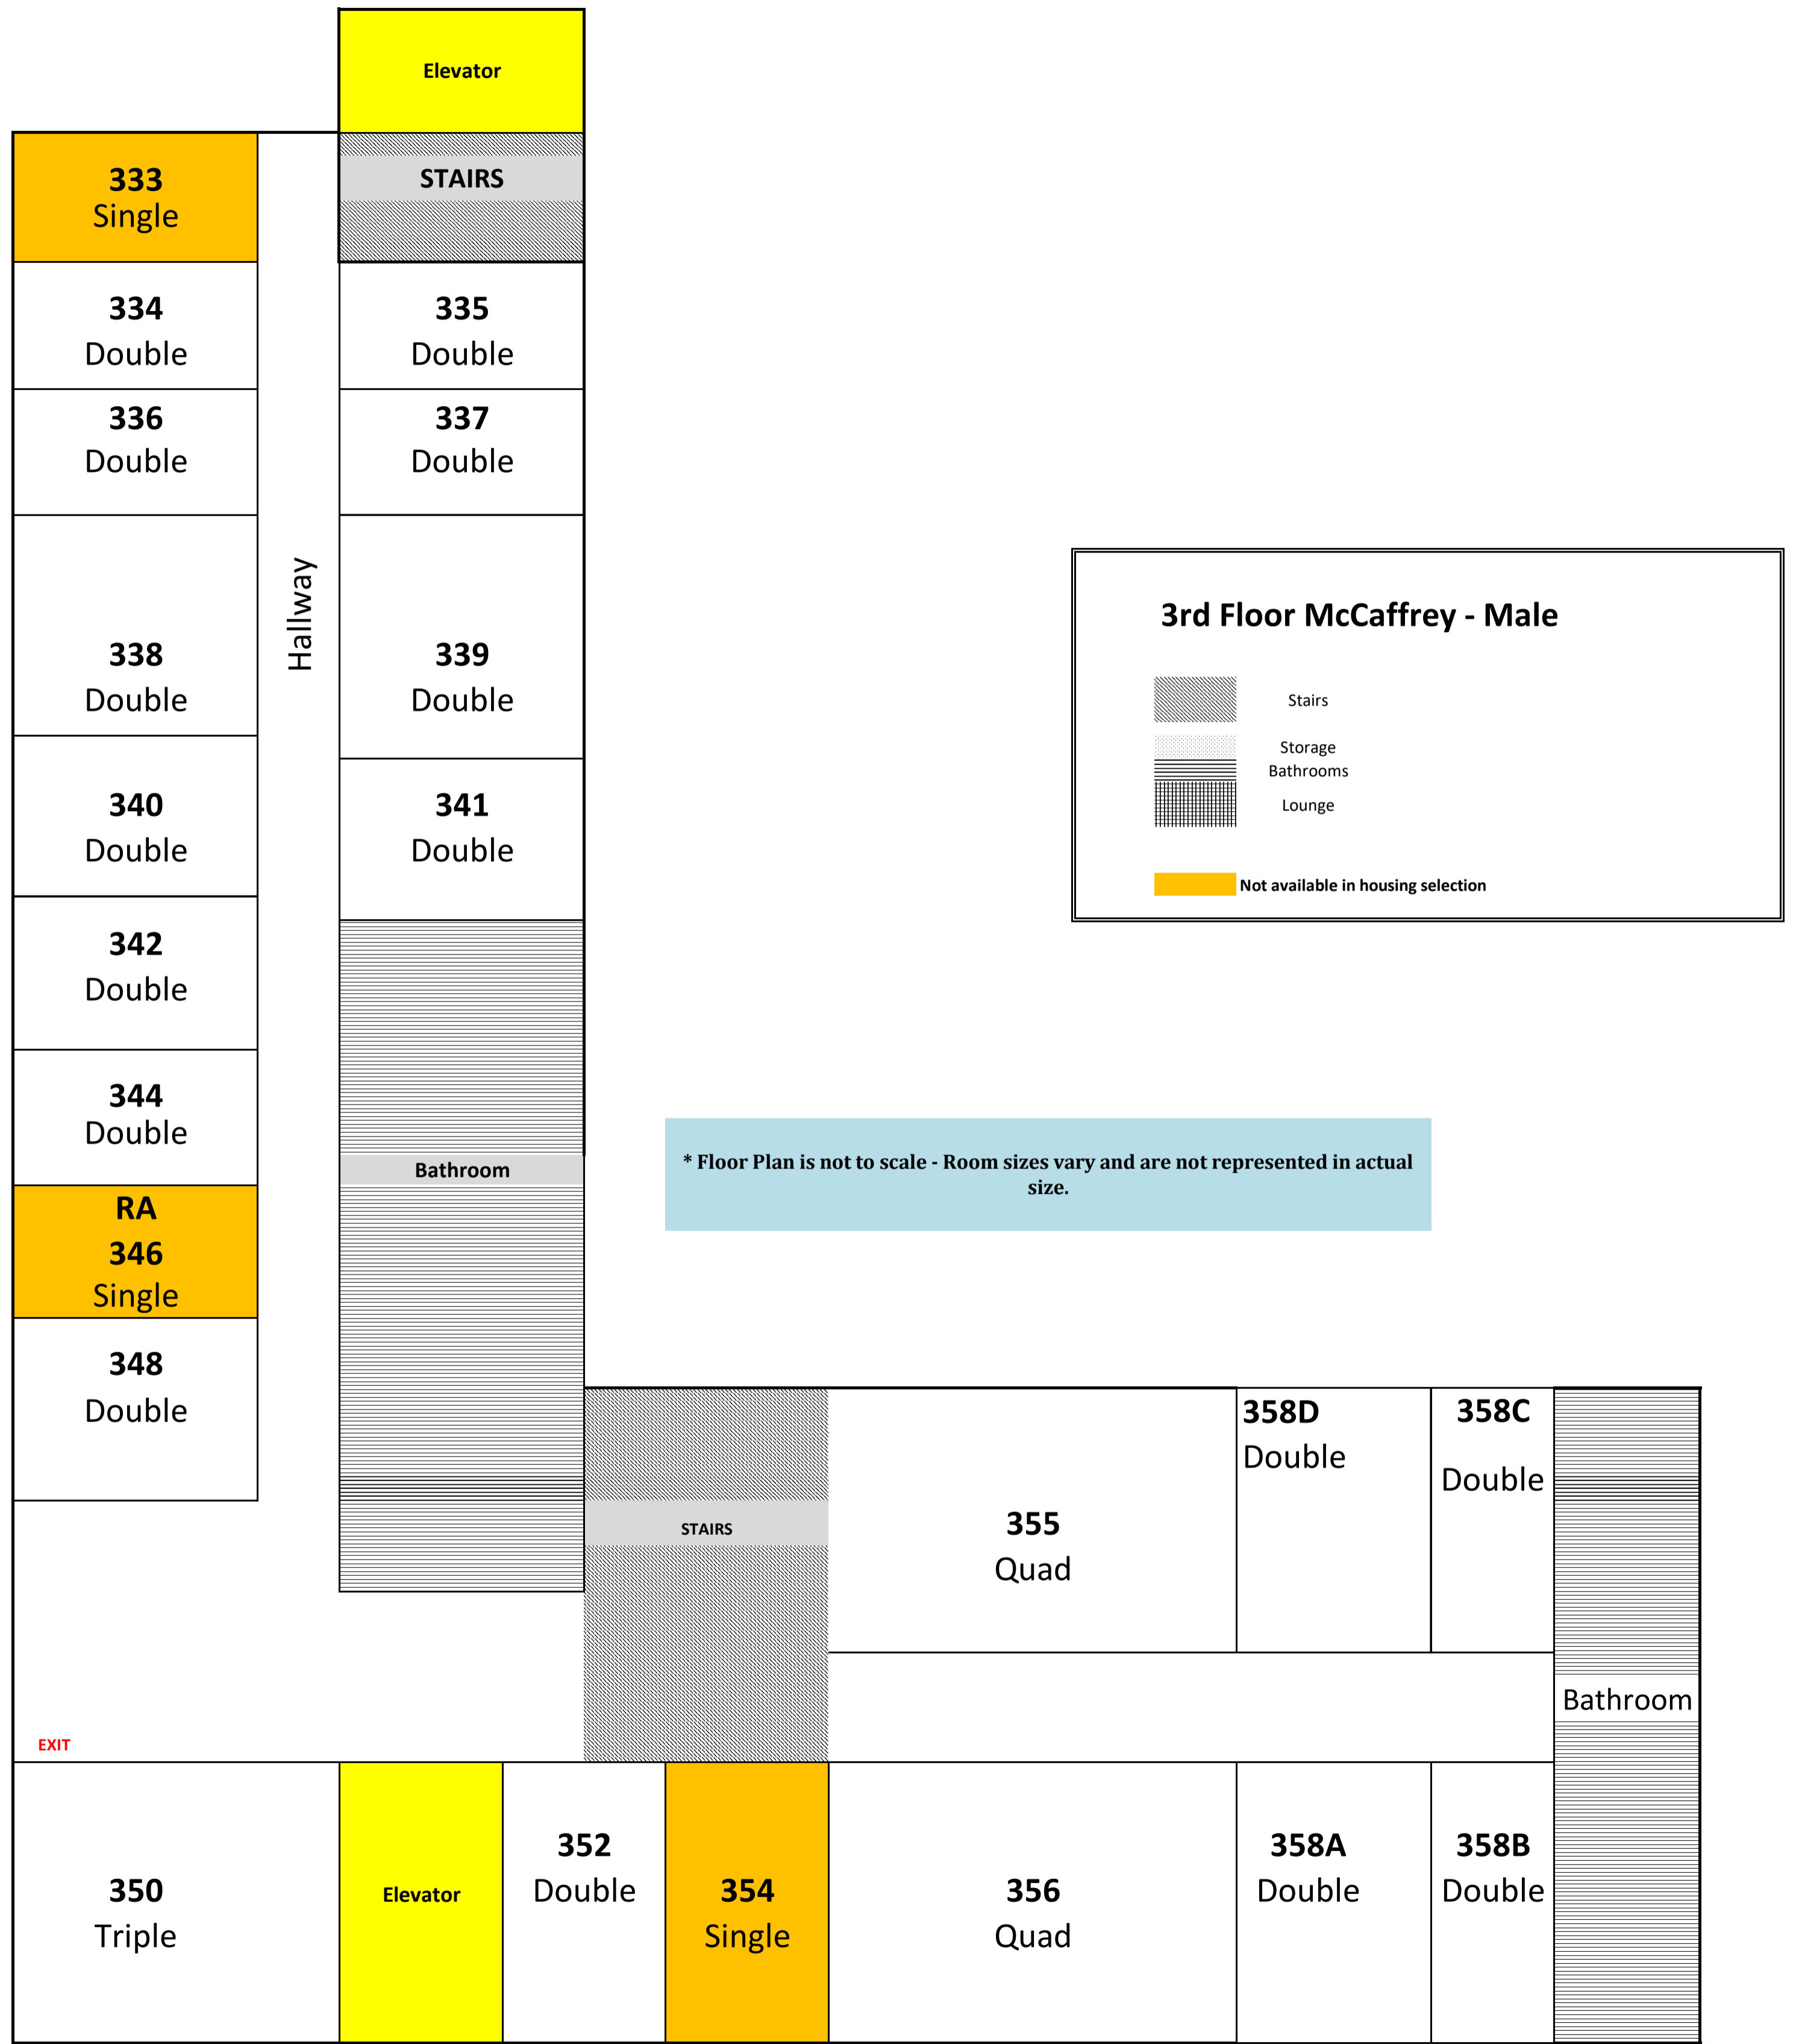 Elevator
333
Single
STAIRS
334
Double
335
Double
336
Double
337
Double
Hallway
338
Double
339
Double
340
Double
341
Double
342
Double
344
Double
Bathroom
RA
346
Single
348
Double
3rd Floor McCaffrey - Male
Stairs
Storage
Bathrooms
Lounge
Not available in housing selection
* Floor Plan is not to scale - Room sizes vary and are not represented in actual
size.
STAIRS
355
Quad
358D
Double
358C
Double
Bathroom
EXIT
350
Triple
Elevator
352
Double
354
Single
356
Quad
358A
Double
358B
Double